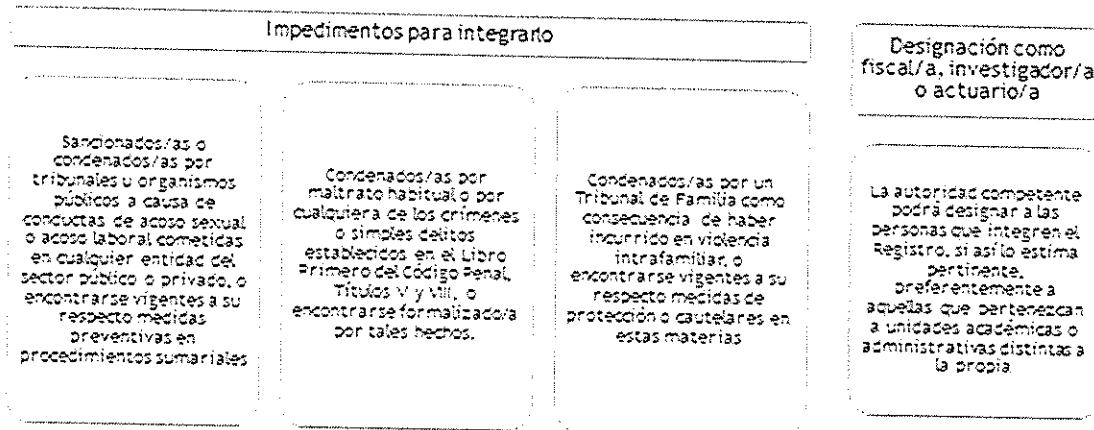 Impedimentos para integrarlo
Sancionados/as o
condenados/as por
tribunales u organismos
públicos a causa de
conductas de acoso sexual
o acoso laboral cometidas
en cualquier entidad del
sector público o privado, o
encontrarse vigentes a su
respecto medidas
preventivas en
procedimientos sumariales
Condenados/as por
maltrato habitual o por
cualquiera de los crímenes
o simples delitos
establecidos en el Libro
Primero del Código Penal,
Títulos V y VIII, o
encontrarse formalizado/a
por tales hechos.
Condenados/as por un
Tribunal de Familia como
consecuencia de haber
incurrido en violencia
intrafamiliar, o
encontrarse vigentes a su
respecto medidas de
protección o cautelares en
estas materias
Designación como
fiscal/a, investigador/a
o actuario/a
La autoridad competente
podrá designar a las
personas que integren el
Registro, si así lo estima
pertinente,
preferentemente a
aquellas que pertenezcan
a unidades académicas o
administrativas distintas a
la propia